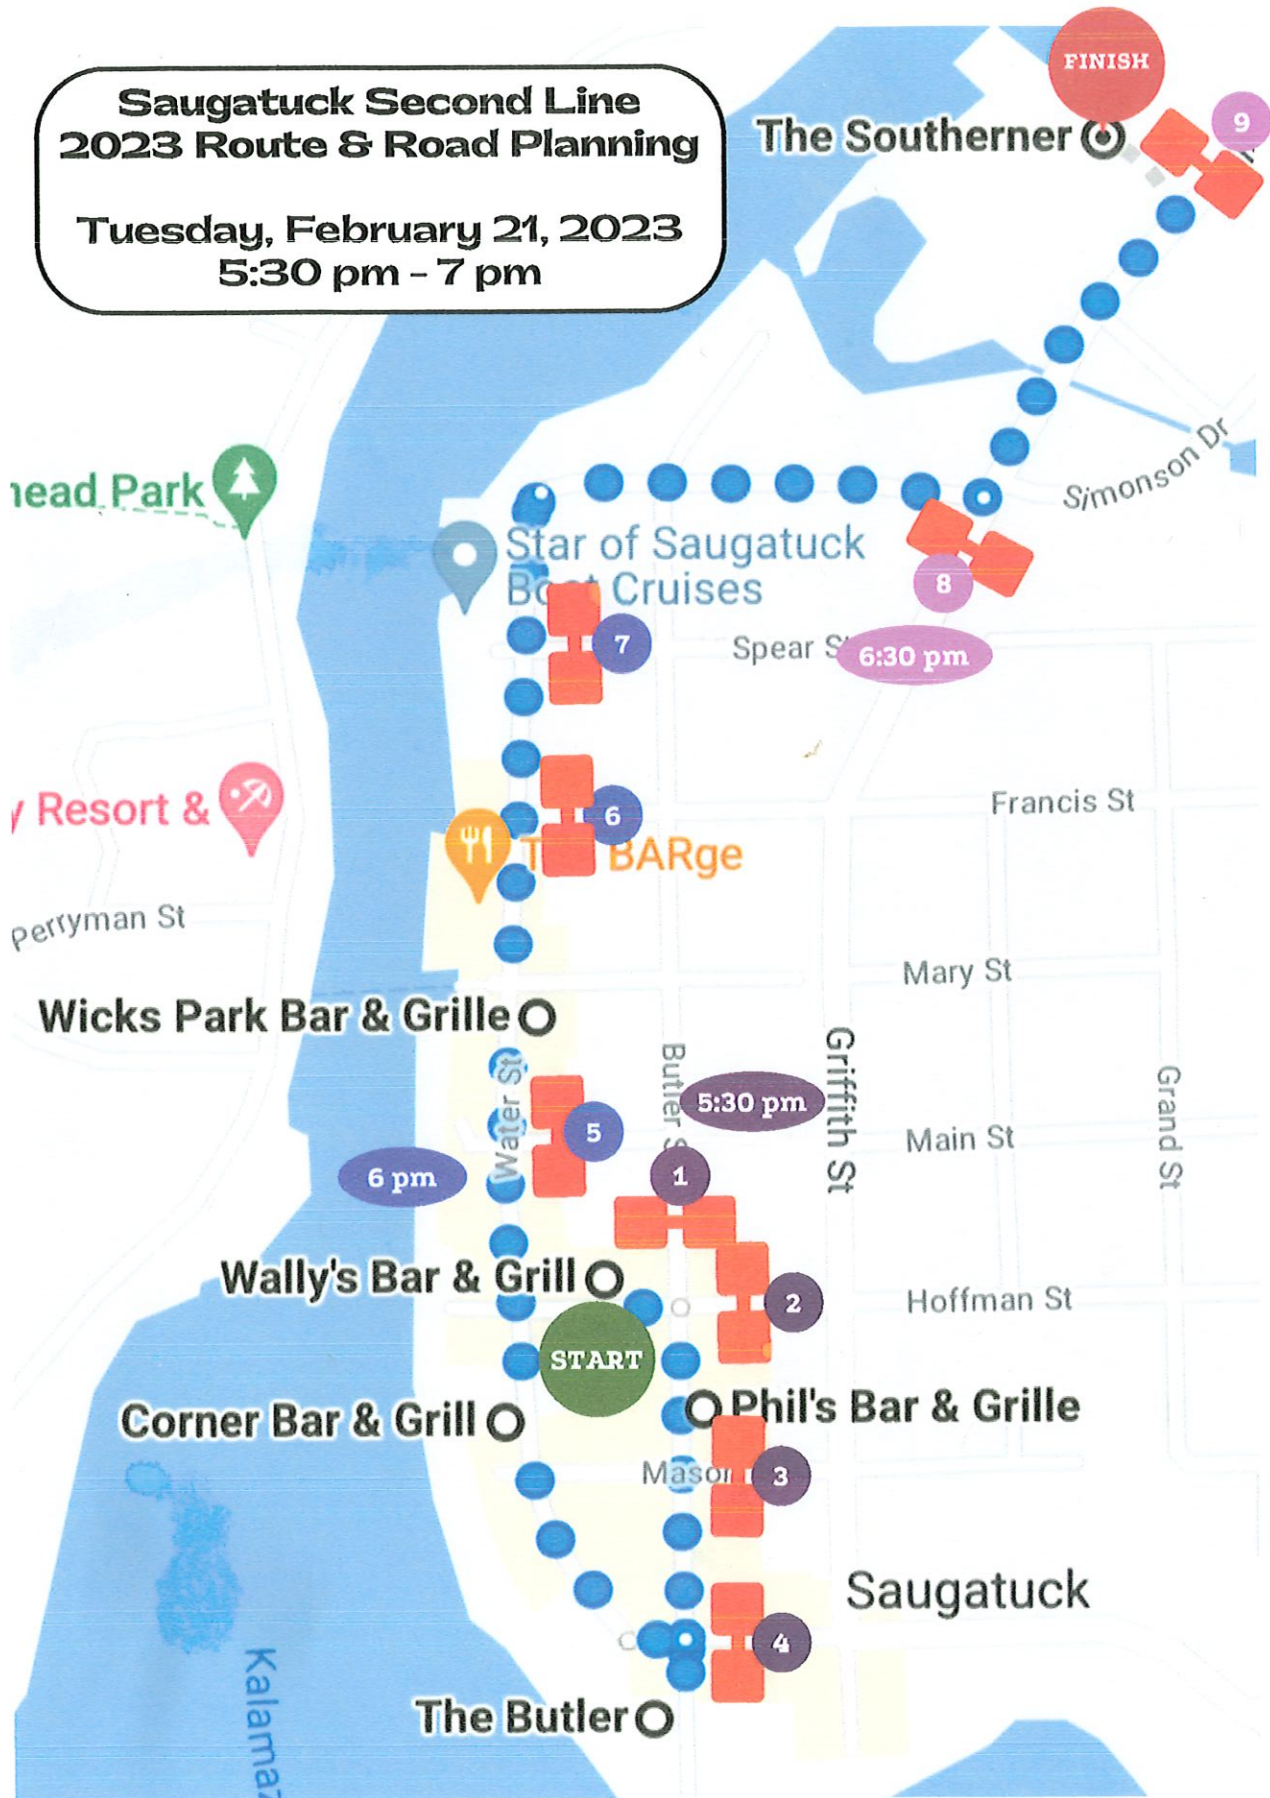 Saugatuck Second Line
2023 Route & Road Planning
Tuesday, February 21, 2023
5:30 pm - 7 pm
FINISH
The Southerner
9
Simonson Dr
head Park
Star of Saugatuck
Boat Cruises
8
7
Spear St
6:30 pm
y Resort &
Francis St
6
BARge
Perryman St
Mary St
Wicks Park Bar & Grille
Water St
Butler S
Griffith St
Grand St
5:30 pm
5
Main St
6 pm
1
Wally's Bar & Grill
2
Hoffman St
START
Corner Bar & Grill
Phil's Bar & Grille
Mason
3
Saugatuck
4
Kalamaz
The Butler